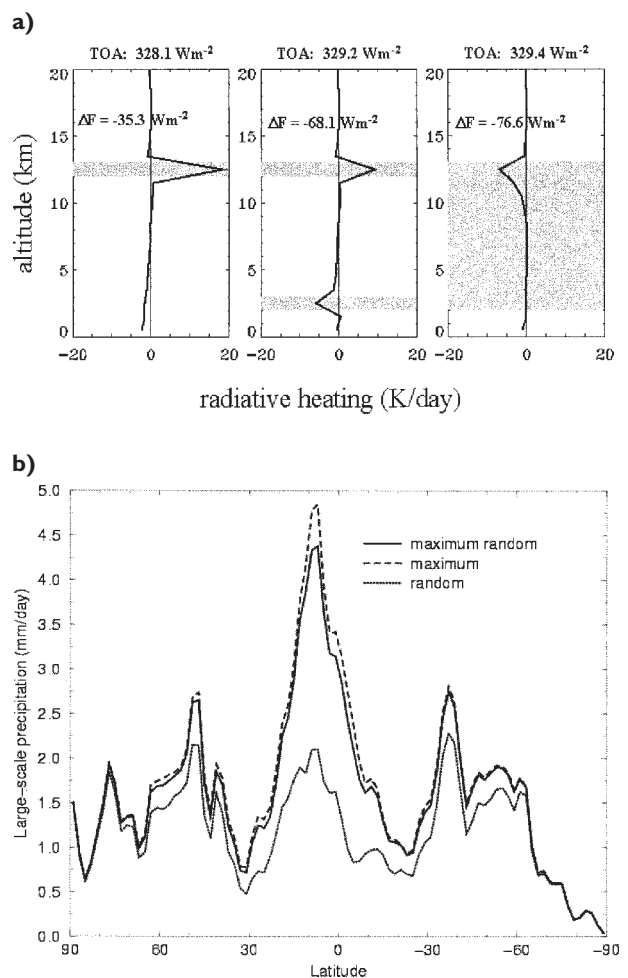 a)
TOA: 328.1 Wm-2 TOA: 329.2 Wm-2 TOA: 329.4 Wm-2
ΔF = -35.3 Wm-2 ΔF = -68.1 Wm-2 ΔF = -76.6 Wm-2
altitude (km)
20
15
10
5
0
-20 0 20 -20 0 20 -20 0 20
radiative heating (K/day)
b)
Large-scale precipitation (mm/day)
5.0
4.5
4.0
3.5
3.0
2.5
2.0
1.5
1.0
0.5
0.0
maximum random
maximum
random
90 60 30 0 -30 -60 -90
Latitude